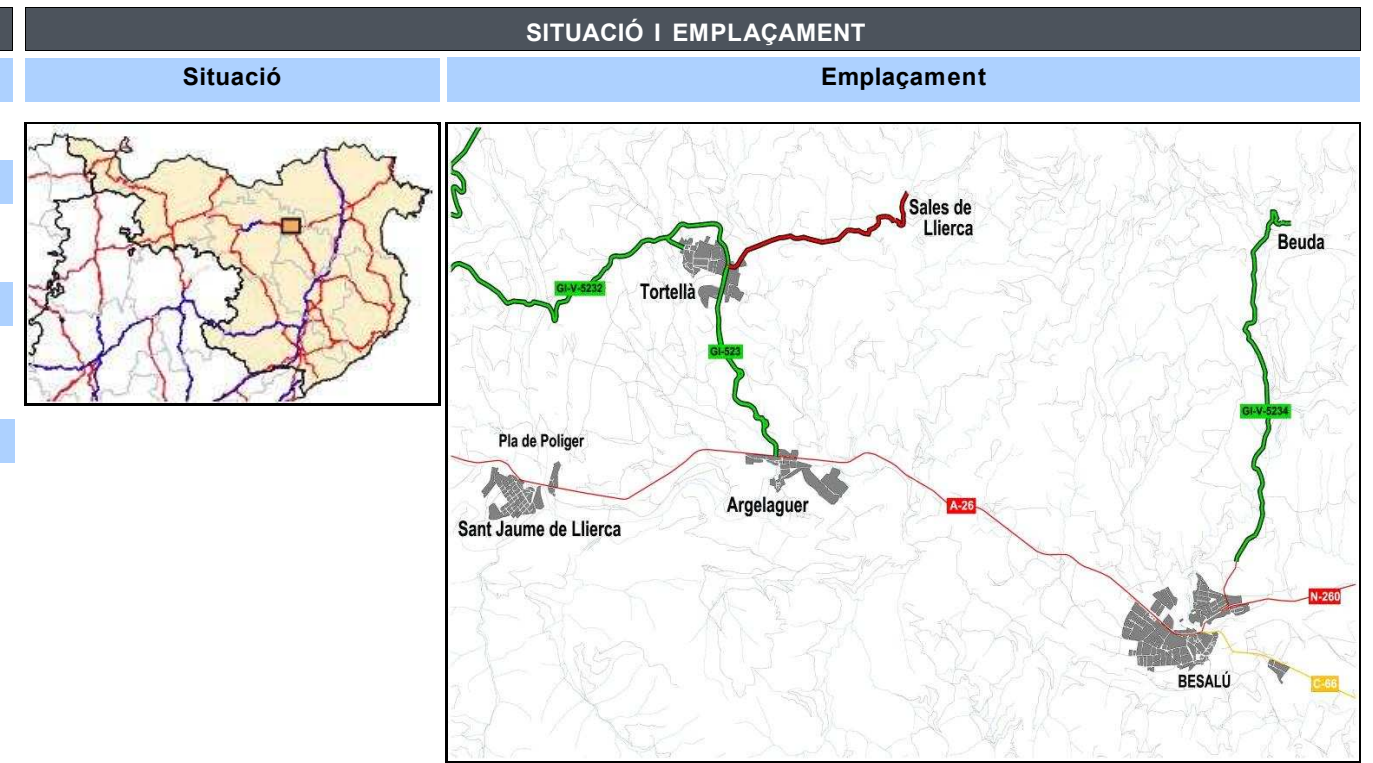 SITUACIÓ I EMPLAÇAMENT
Situació
Emplaçament
Sales de
Llierca
Beuda
GI-V-5232
Tortellà
GI-523
GI-V-5234
Pla de Poliger
Argelaguer
A-26
Sant Jaume de Llierca
N-260
BESALÚ
C-66